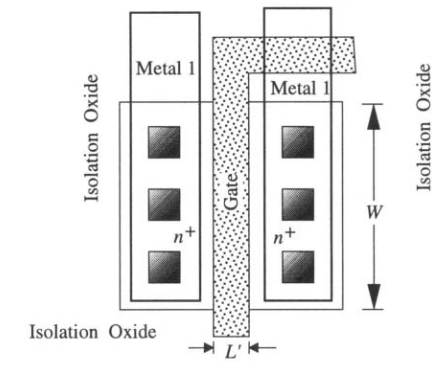 Metal 1
Metal 1
Isolation Oxide
Isolation Oxide
Gate
W
n+
n+
Isolation Oxide
L'